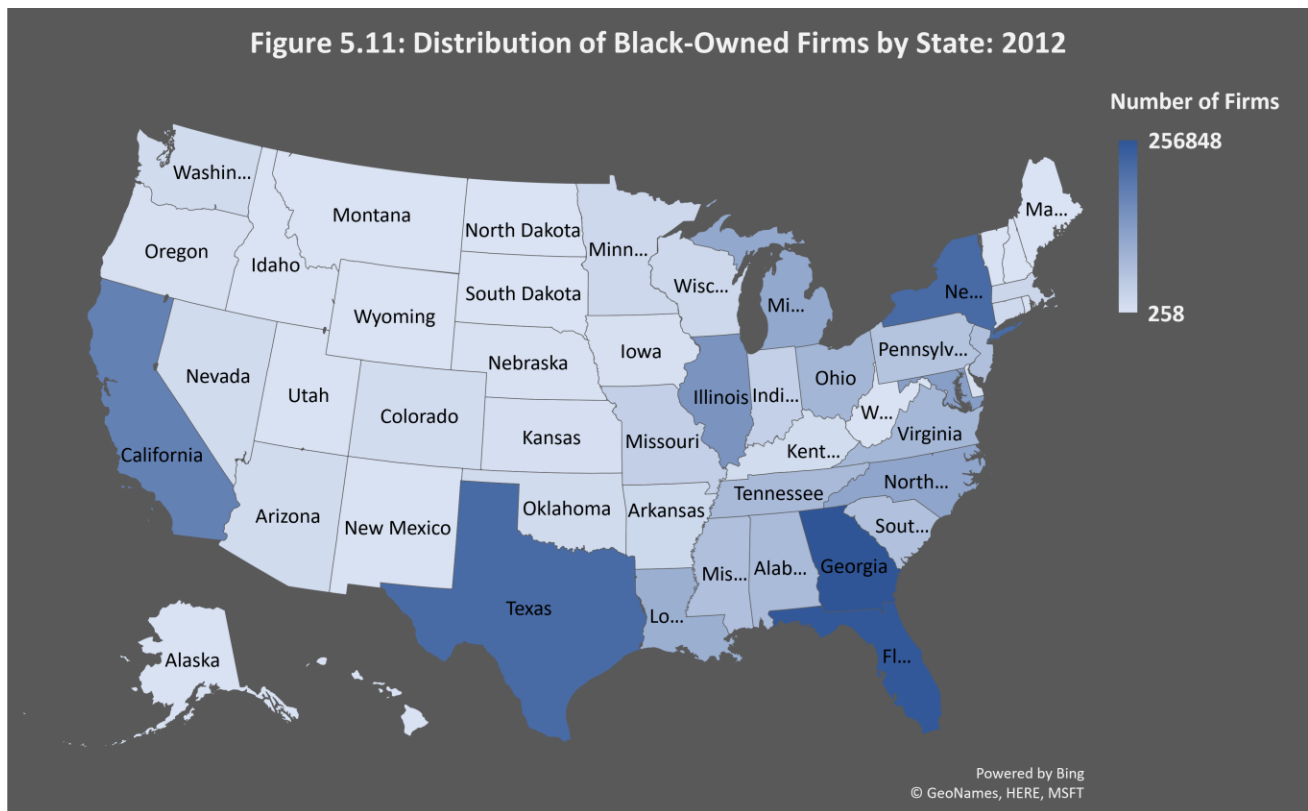 Figure 5.11: Distribution of Black-Owned Firms by State: 2012
Number of Firms
256848
258
Washin...
Montana
North Dakota
Minn...
Ma...
Oregon
Idaho
South Dakota
Wisc...
Mi...
Ne...
Wyoming
Nebraska
Iowa
Pennsylv...
Nevada
Utah
Colorado
Kansas
Missouri
Illinois
Indi...
Ohio
W...
Virginia
California
Kent...
North...
Arizona
New Mexico
Oklahoma
Arkansas
Tennessee
Sout...
Mis...
Alab...
Georgia
Texas
Lo...
Fl...
Alaska
Powered by Bing
© GeoNames, HERE, MSFT